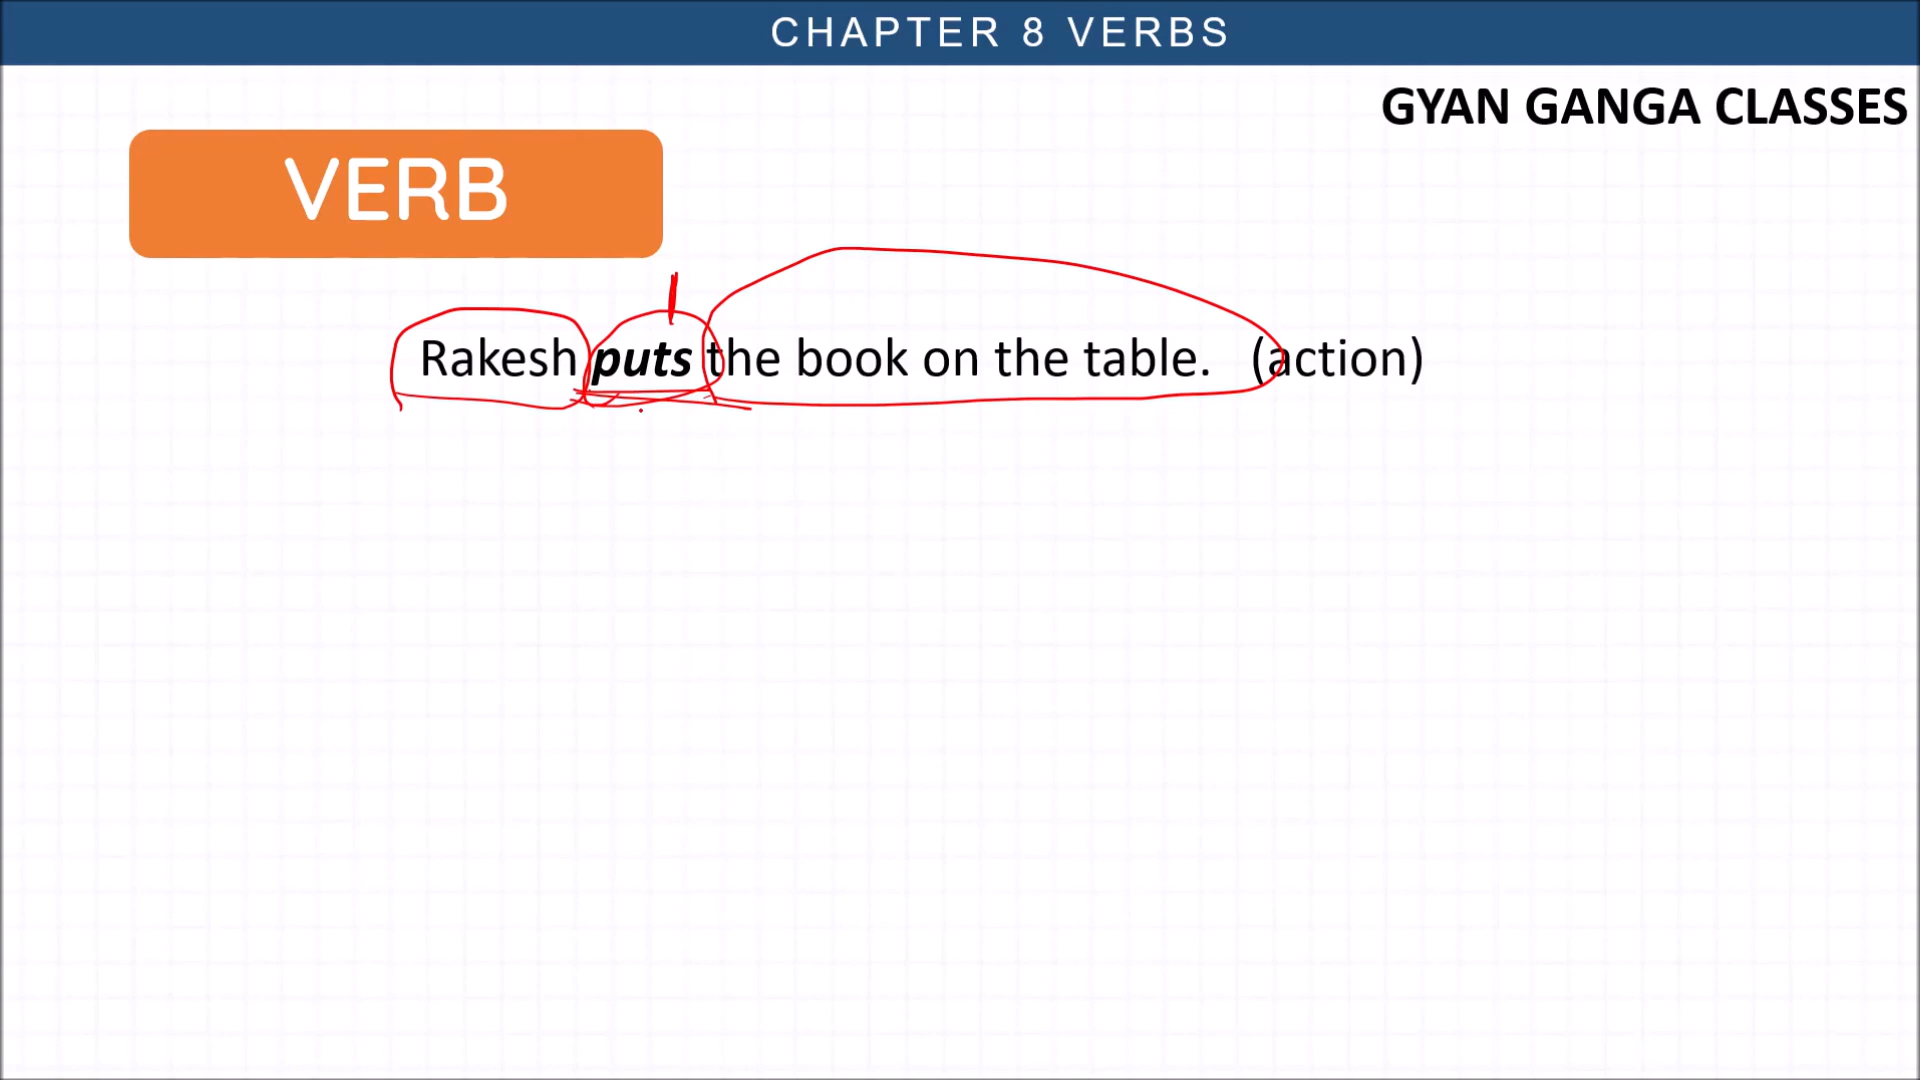 CHAPTER 8 VERBS
GYAN GANGA CLASSES
VERB
Rakesh puts the book on the table. (action)